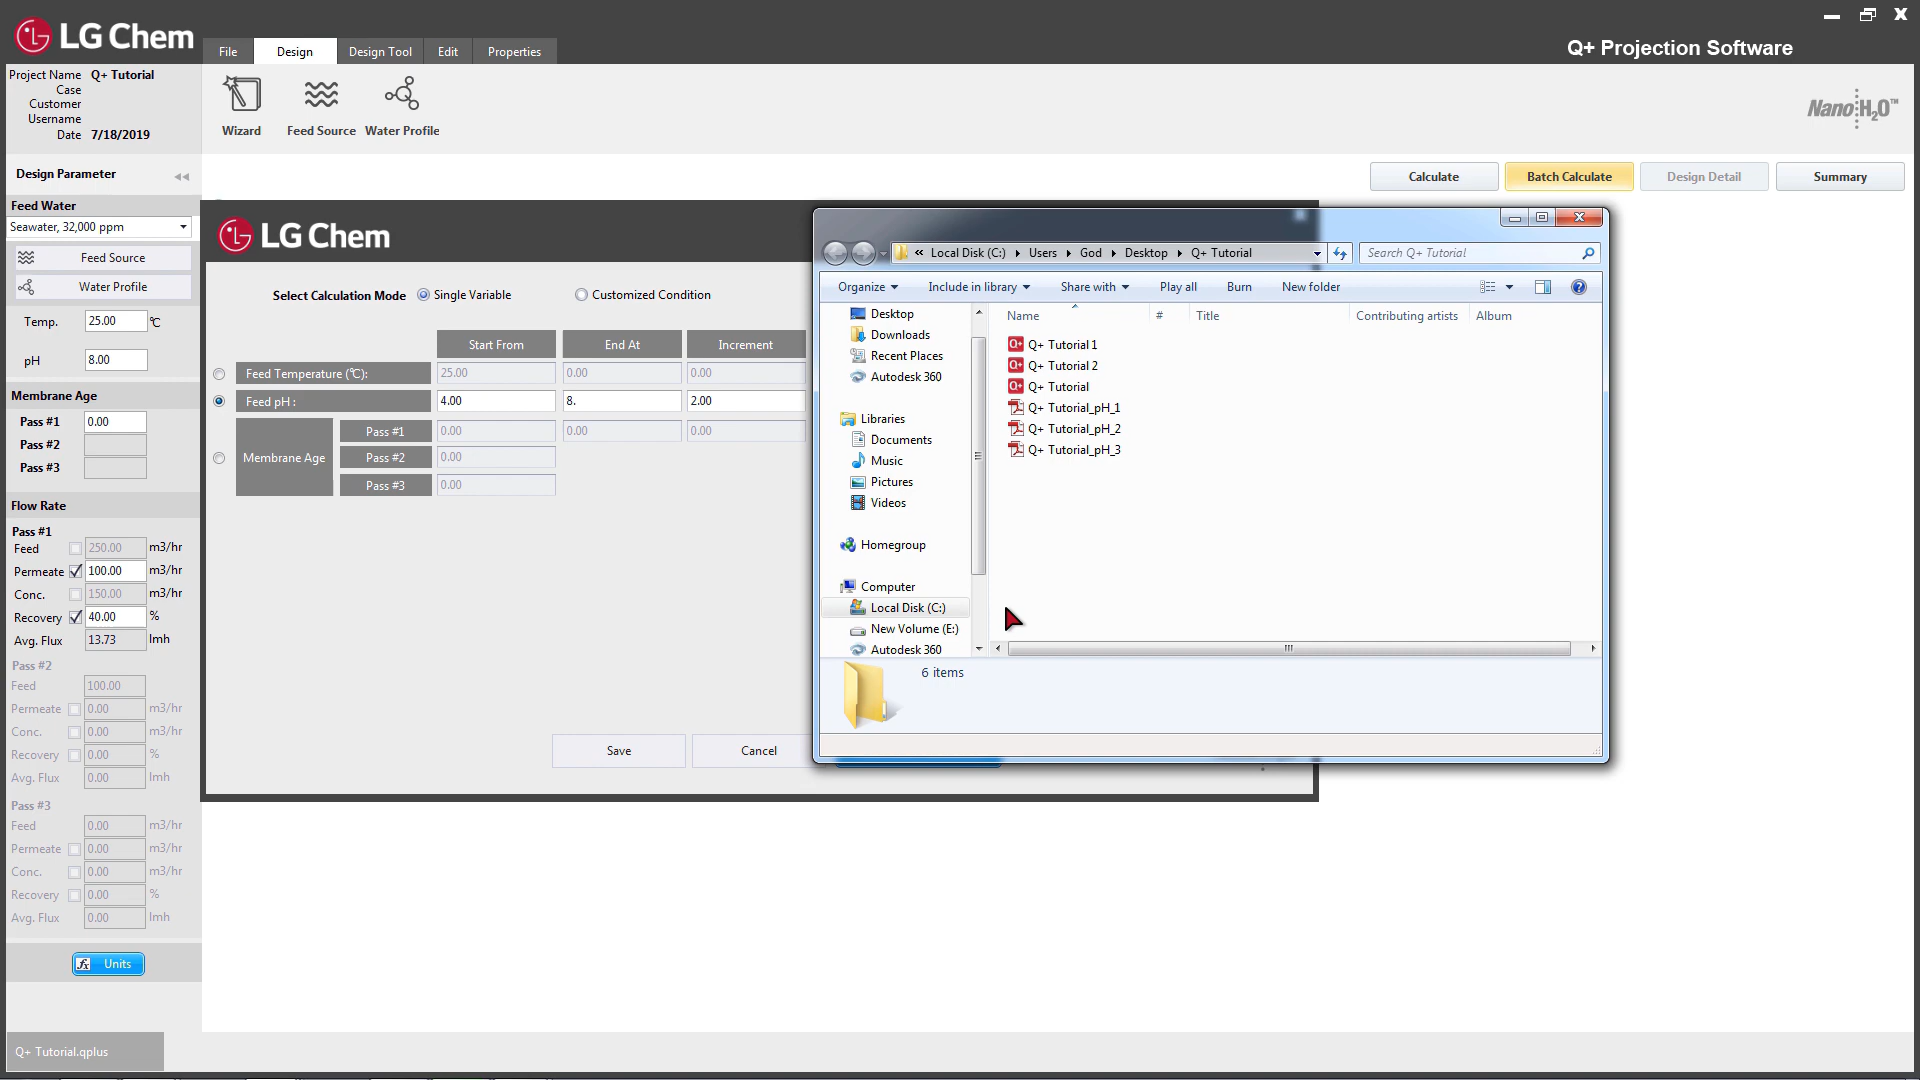 LG Chem
File Design Design Tool Edit Properties
Q+ Projection Software
Project Name Q+ Tutorial
Case
Customer
Username
Date 7/18/2019
Wizard Feed Source Water Profile
NanoH2O™
Design Parameter
Calculate Batch Calculate Design Detail Summary
Feed Water
Seawater, 32,000 ppm
Feed Source
Water Profile
Temp. 25.00 ℃
pH 8.00
Membrane Age
Pass #1 0.00
Pass #2
Pass #3
Flow Rate
Pass #1
Feed 250.00 m3/hr
Permeate 100.00 m3/hr
Conc. 150.00 m3/hr
Recovery 40.00 %
Avg. Flux 13.73 lmh
Pass #2
Feed 100.00
Permeate 0.00 m3/hr
Conc. 0.00 m3/hr
Recovery 0.00 %
Avg. Flux 0.00 lmh
Pass #3
Feed 0.00 m3/hr
Permeate 0.00 m3/hr
Conc. 0.00 m3/hr
Recovery 0.00 %
Avg. Flux 0.00 lmh
fx Units
Q+ Tutorial.qplus
LG Chem
Select Calculation Mode Single Variable Customized Condition
Start From End At Increment
Feed Temperature (℃): 25.00 0.00 0.00
Feed pH : 4.00 8. 2.00
Membrane Age
Pass #1 0.00 0.00 0.00
Pass #2 0.00
Pass #3 0.00
Save Cancel
« Local Disk (C:) Users God Desktop Q+ Tutorial
Search Q+ Tutorial
Organize Include in library Share with Play all Burn New folder
Desktop
Downloads
Recent Places
Autodesk 360
Libraries
Documents
Music
Pictures
Videos
Homegroup
Computer
Local Disk (C:)
New Volume (E:)
Autodesk 360
Name # Title Contributing artists Album
Q+ Tutorial 1
Q+ Tutorial 2
Q+ Tutorial
Q+ Tutorial_pH_1
Q+ Tutorial_pH_2
Q+ Tutorial_pH_3
6 items